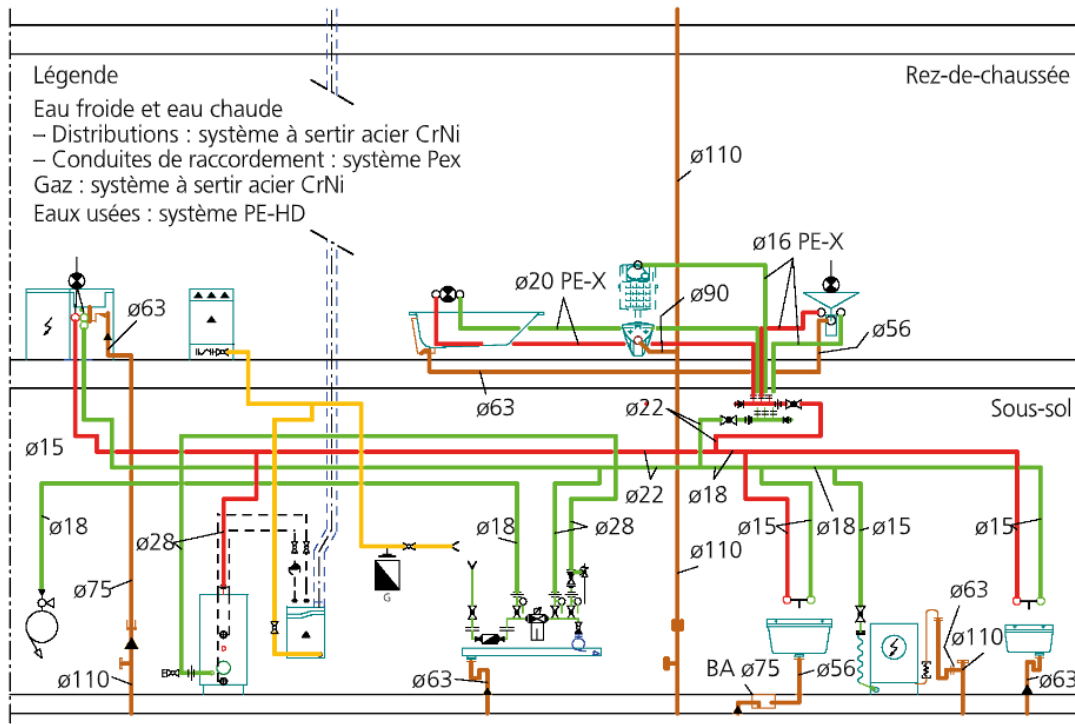 Légende
Rez-de-chaussée
Eau froide et eau chaude
– Distributions : système à sertir acier CrNi
– Conduites de raccordement : système Pex
Gaz : système à sertir acier CrNi
Eaux usées : système PE-HD
ø110
ø16 PE-X
ø20 PE-X
ø90
ø63
ø56
ø63
ø22
Sous-sol
ø15
ø22
ø18
ø18
ø28
ø18
ø28
ø15
ø18
ø15
ø15
ø110
ø75
G
ø63
ø110
ø110
ø63
BA ø75
ø56
ø63